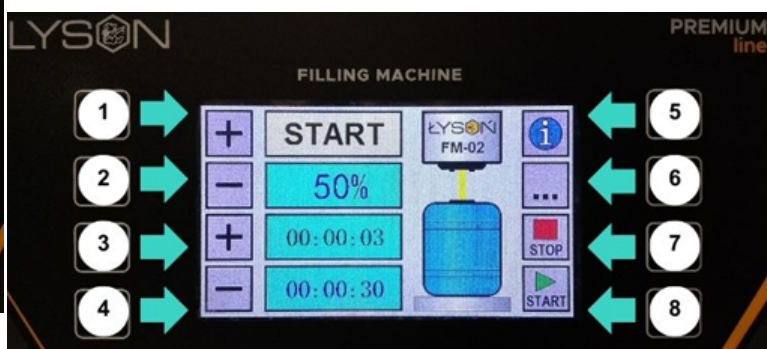 LYSON
PREMIUM
line
FILLING MACHINE
1
2
3
4
+
START
−
50%
+
00:00:03
−
00:00:30
ŁYSOŃ
FM-02
i
...
STOP
START
5
6
7
8